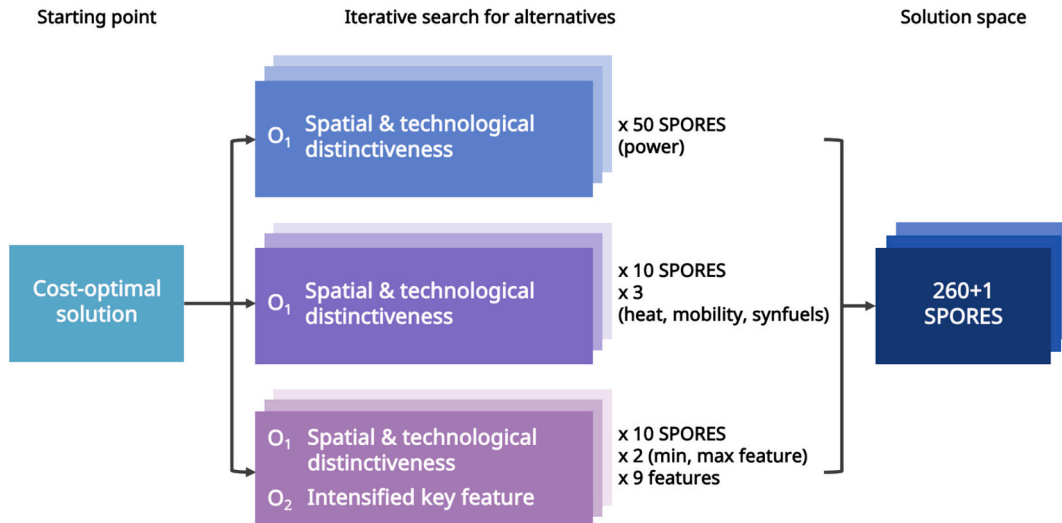 Starting point
Iterative search for alternatives
Solution space
O₁ Spatial & technological
distinctiveness
x 50 SPORES
(power)
Cost-optimal
solution
O₁ Spatial & technological
distinctiveness
x 10 SPORES
x 3
(heat, mobility, synfuels)
260+1
SPORES
O₁ Spatial & technological
distinctiveness
O₂ Intensified key feature
x 10 SPORES
x 2 (min, max feature)
x 9 features